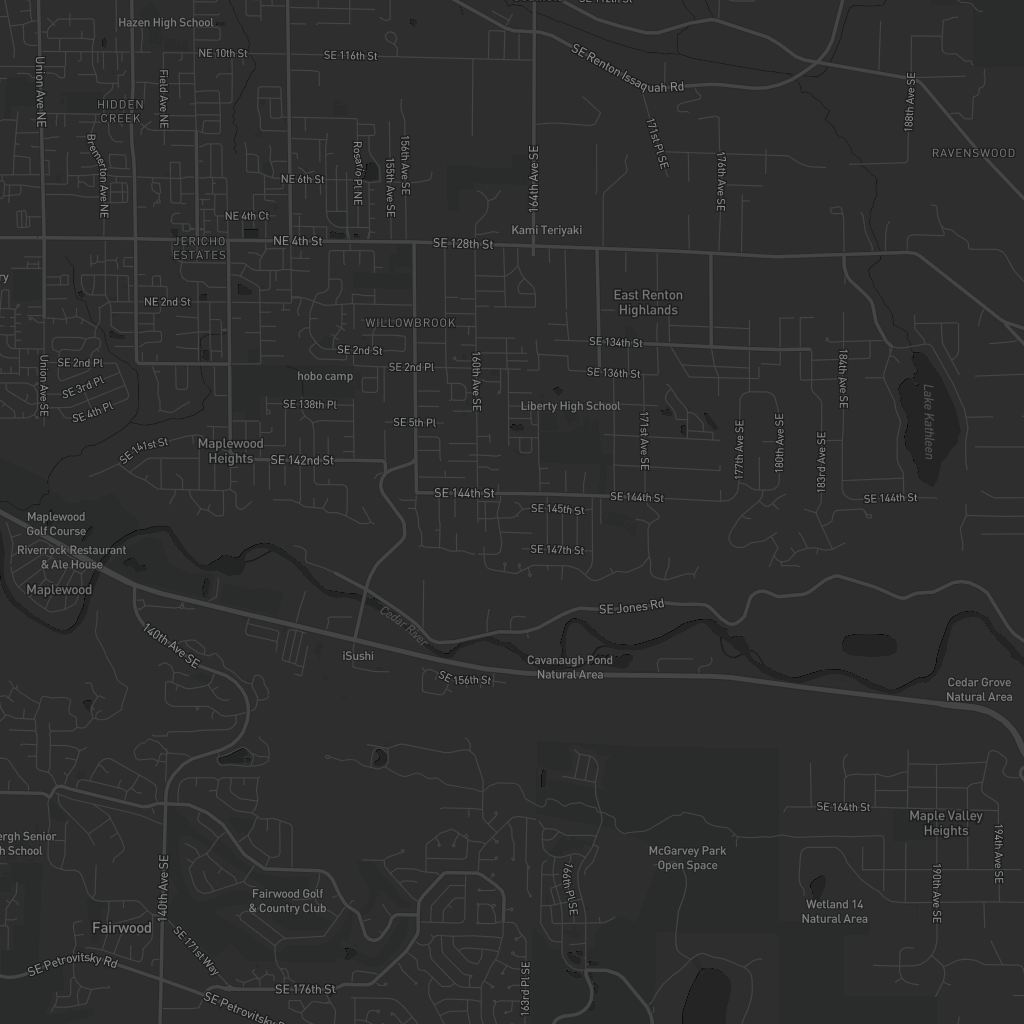 SE 112th St
Hazen High School
NE 10th St
SE 116th St
SE Renton Issaquah Rd
Union Ave NE
Field Ave NE
188th Ave SE
HIDDEN
CREEK
171st Pl SE
Bremerton Ave NE
Rosario Pl NE
156th Ave SE
155th Ave SE
164th Ave SE
176th Ave SE
RAVENSWOOD
NE 6th St
NE 4th Ct
Kami Teriyaki
JERICHO
ESTATES
NE 4th St
SE 128th St
NE 2nd St
East Renton
Highlands
WILLOWBROOK
SE 134th St
SE 2nd Pl
SE 2nd St
SE 2nd Pl
SE 136th St
160th Ave SE
184th Ave SE
Union Ave SE
SE 3rd Pl
hobo camp
Lake Kathleen
SE 4th Pl
SE 138th Pl
Liberty High School
SE 5th Pl
171st Ave SE
177th Ave SE
180th Ave SE
183rd Ave SE
SE 141st St
Maplewood
Heights
SE 142nd St
SE 144th St
SE 144th St
SE 144th St
SE 145th St
Maplewood
Golf Course
Riverrock Restaurant
& Ale House
SE 147th St
Maplewood
SE Jones Rd
Cedar River
140th Ave SE
iSushi
Cavanaugh Pond
Natural Area
SE 156th St
Cedar Grove
Natural Area
SE 164th St
Maple Valley
Heights
ergh Senior
h School
McGarvey Park
Open Space
194th Ave SE
140th Ave SE
166th Pl SE
190th Ave SE
Fairwood Golf
& Country Club
Wetland 14
Natural Area
Fairwood
SE 171st Way
SE Petrovitsky Rd
SE 176th St
163rd Pl SE
SE Petrovitsky